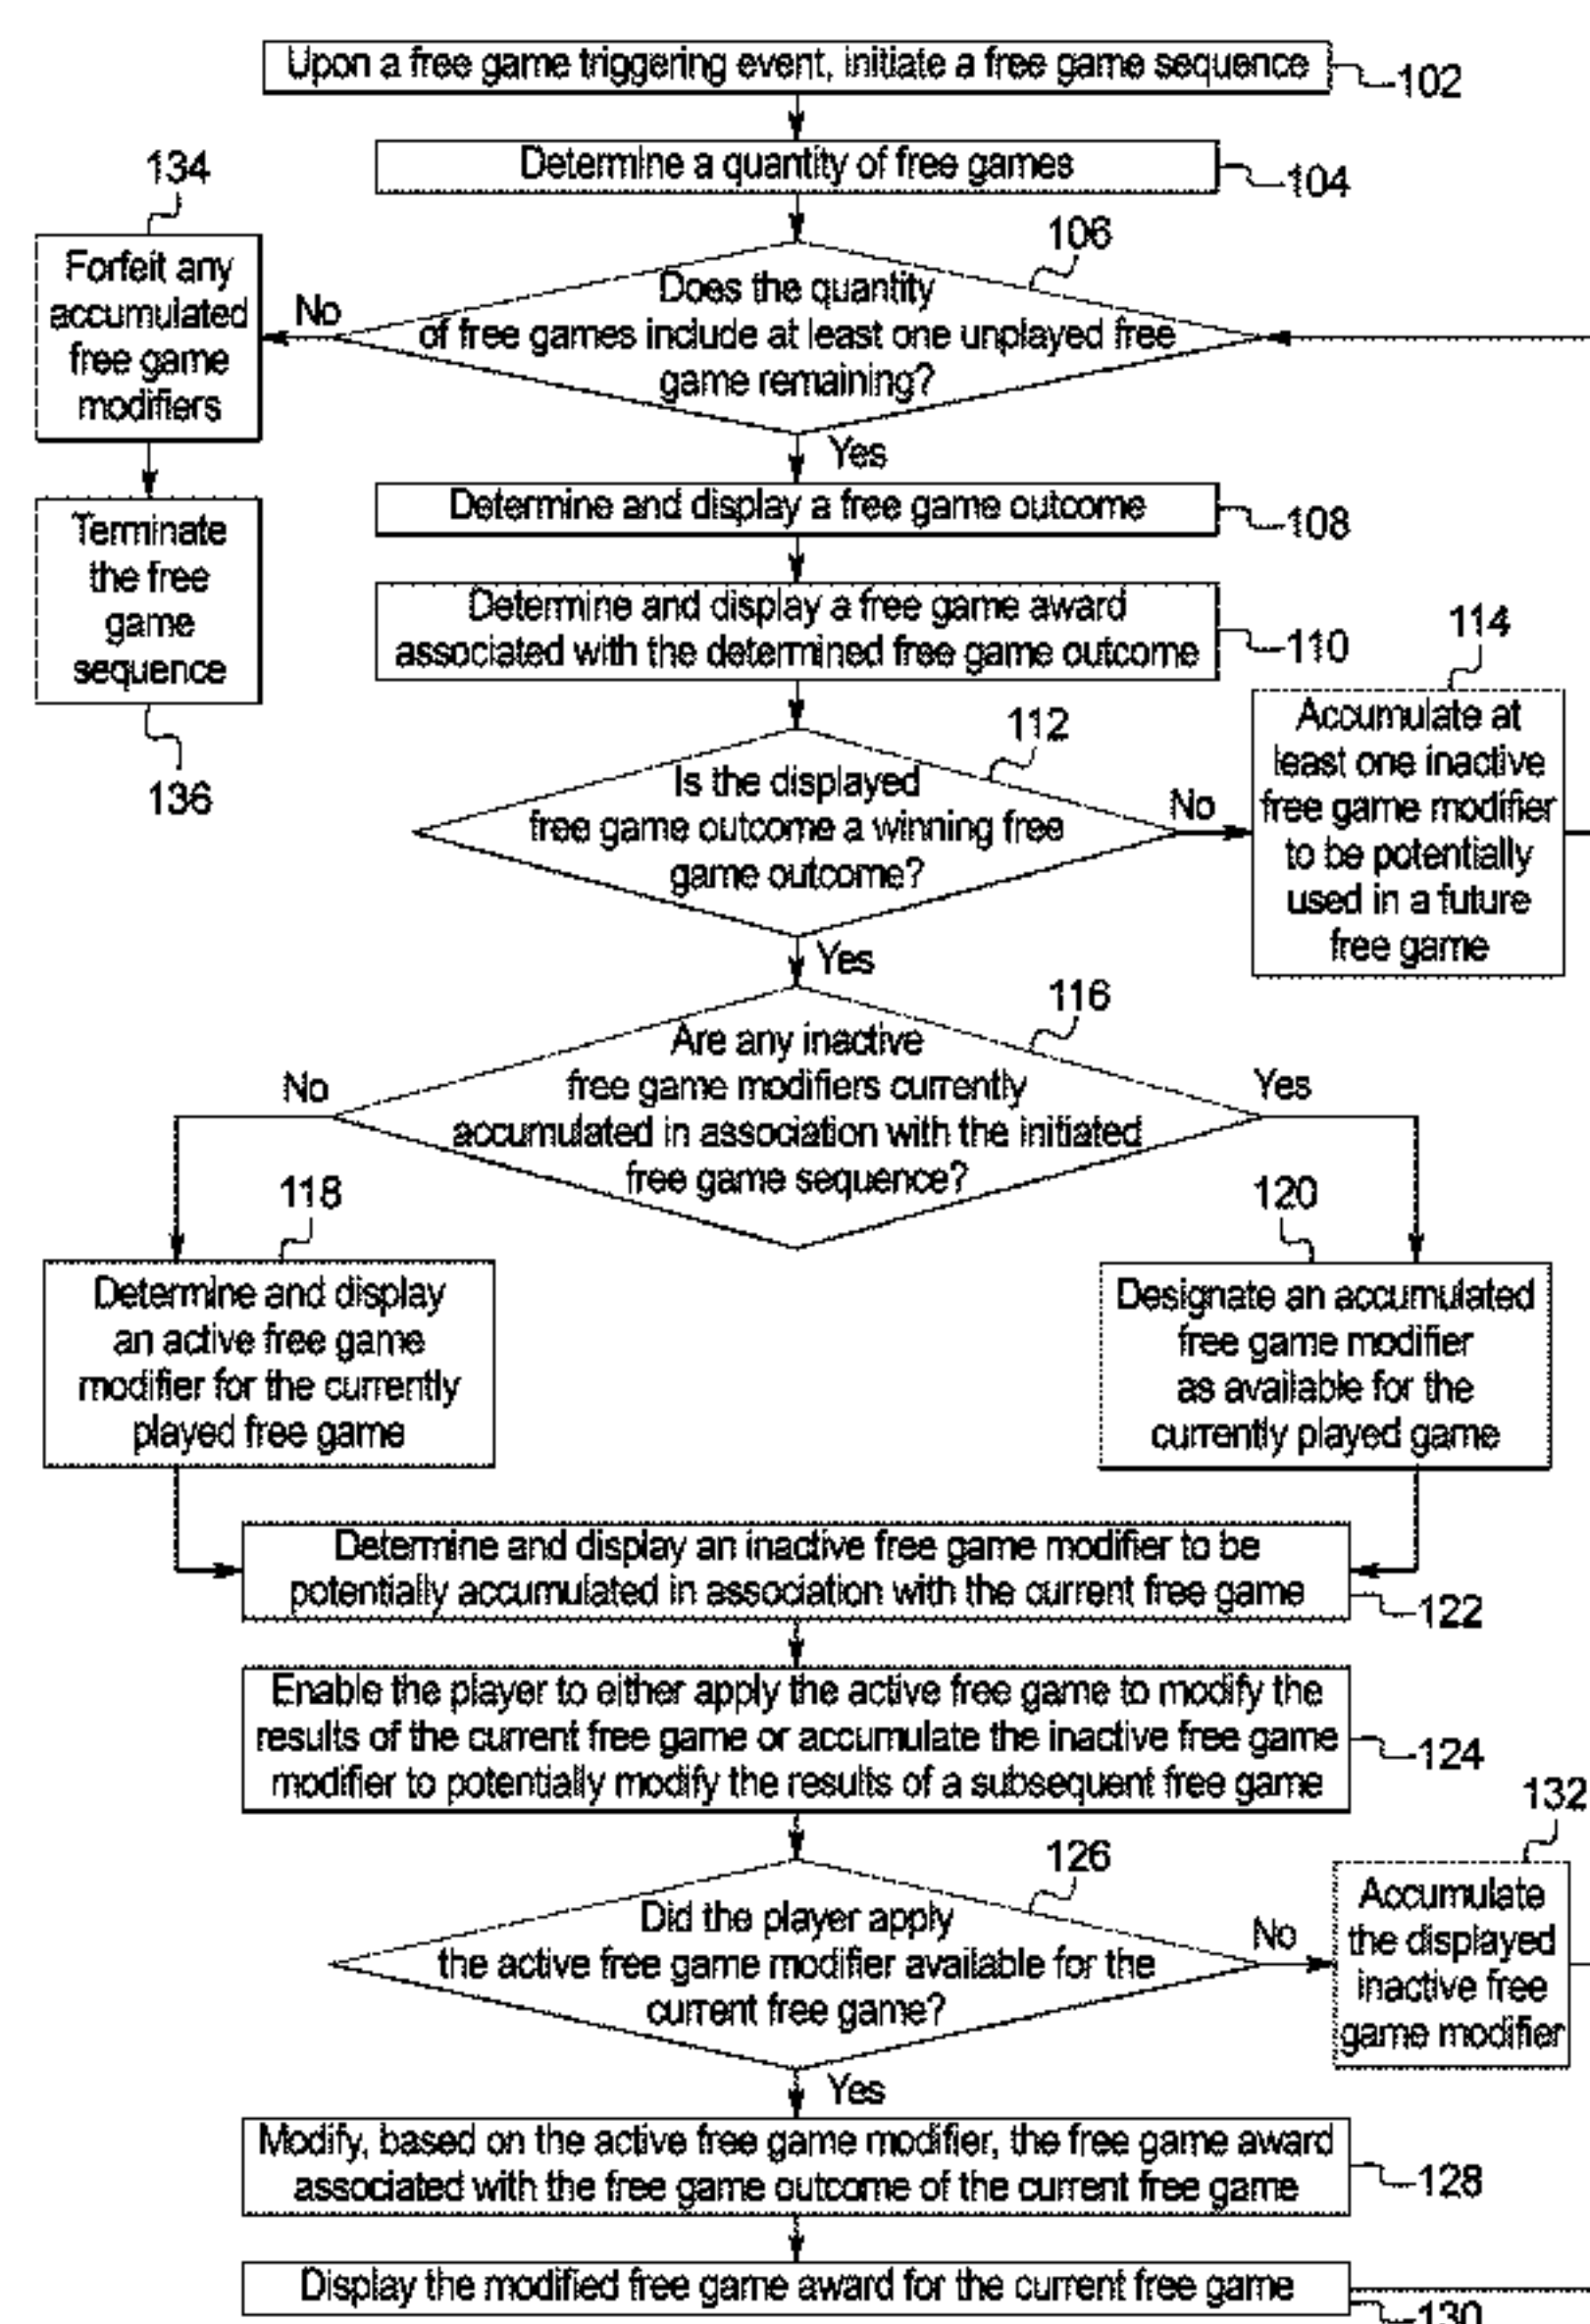 Upon a free game triggering event, initiate a free game sequence
102
Determine a quantity of free games
104
134
Forfeit any
accumulated
free game
modifiers
No
106
Does the quantity
of free games include at least one unplayed free
game remaining?
Yes
Terminate
the free
game
sequence
136
Determine and display a free game outcome
108
Determine and display a free game award
associated with the determined free game outcome
110
112
Is the displayed
free game outcome a winning free
game outcome?
No
114
Accumulate at
least one inactive
free game modifier
to be potentially
used in a future
free game
Yes
116
Are any inactive
free game modifiers currently
accumulated in association with the initiated
free game sequence?
No
Yes
118
Determine and display
an active free game
modifier for the currently
played free game
120
Designate an accumulated
free game modifier
as available for the
currently played game
Determine and display an inactive free game modifier to be
potentially accumulated in association with the current free game
122
Enable the player to either apply the active free game to modify the
results of the current free game or accumulate the inactive free game
modifier to potentially modify the results of a subsequent free game
124
126
Did the player apply
the active free game modifier available for the
current free game?
No
132
Accumulate
the displayed
inactive free
game modifier
Yes
Modify, based on the active free game modifier, the free game award
associated with the free game outcome of the current free game
128
Display the modified free game award for the current free game
130